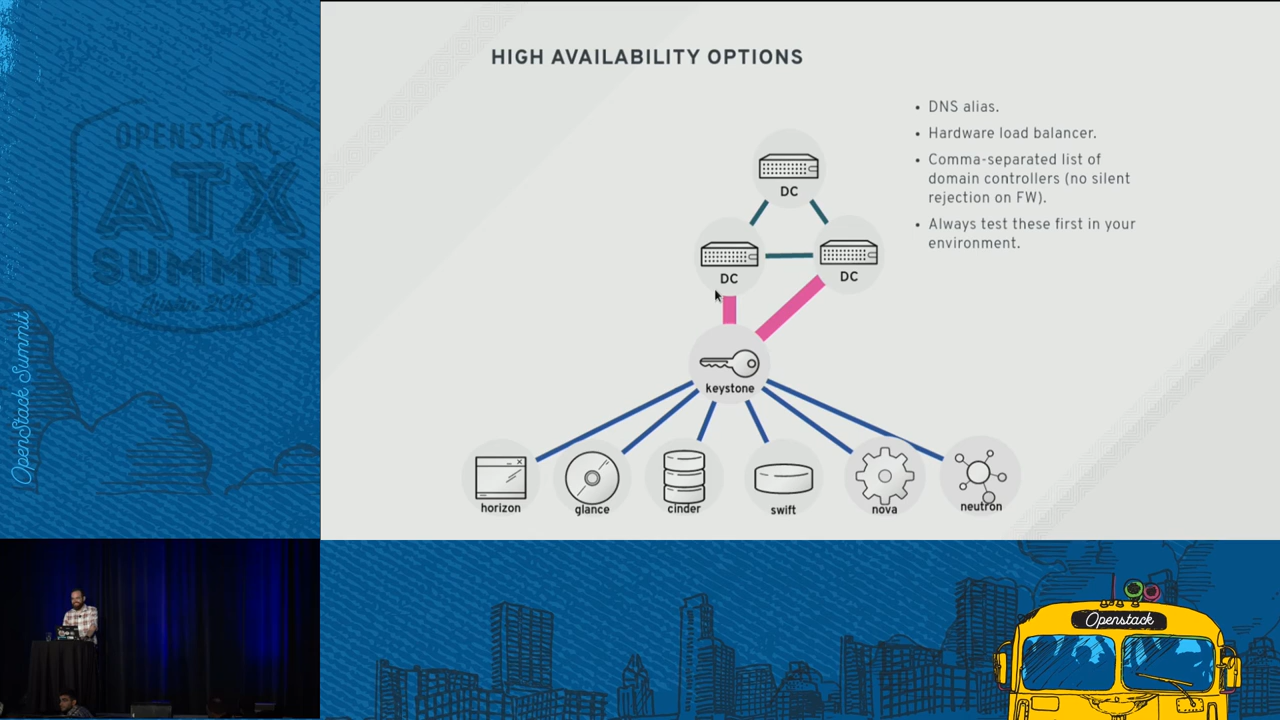 HIGH AVAILABILITY OPTIONS
• DNS alias.
• Hardware load balancer.
• Comma-separated list of
domain controllers (no silent
rejection on FW).
• Always test these first in your
environment.
DC
DC
DC
keystone
horizon
glance
cinder
swift
nova
neutron
OPENSTACK
ATX
SUMMIT
Austin 2016
OpenStack Summit
Openstack